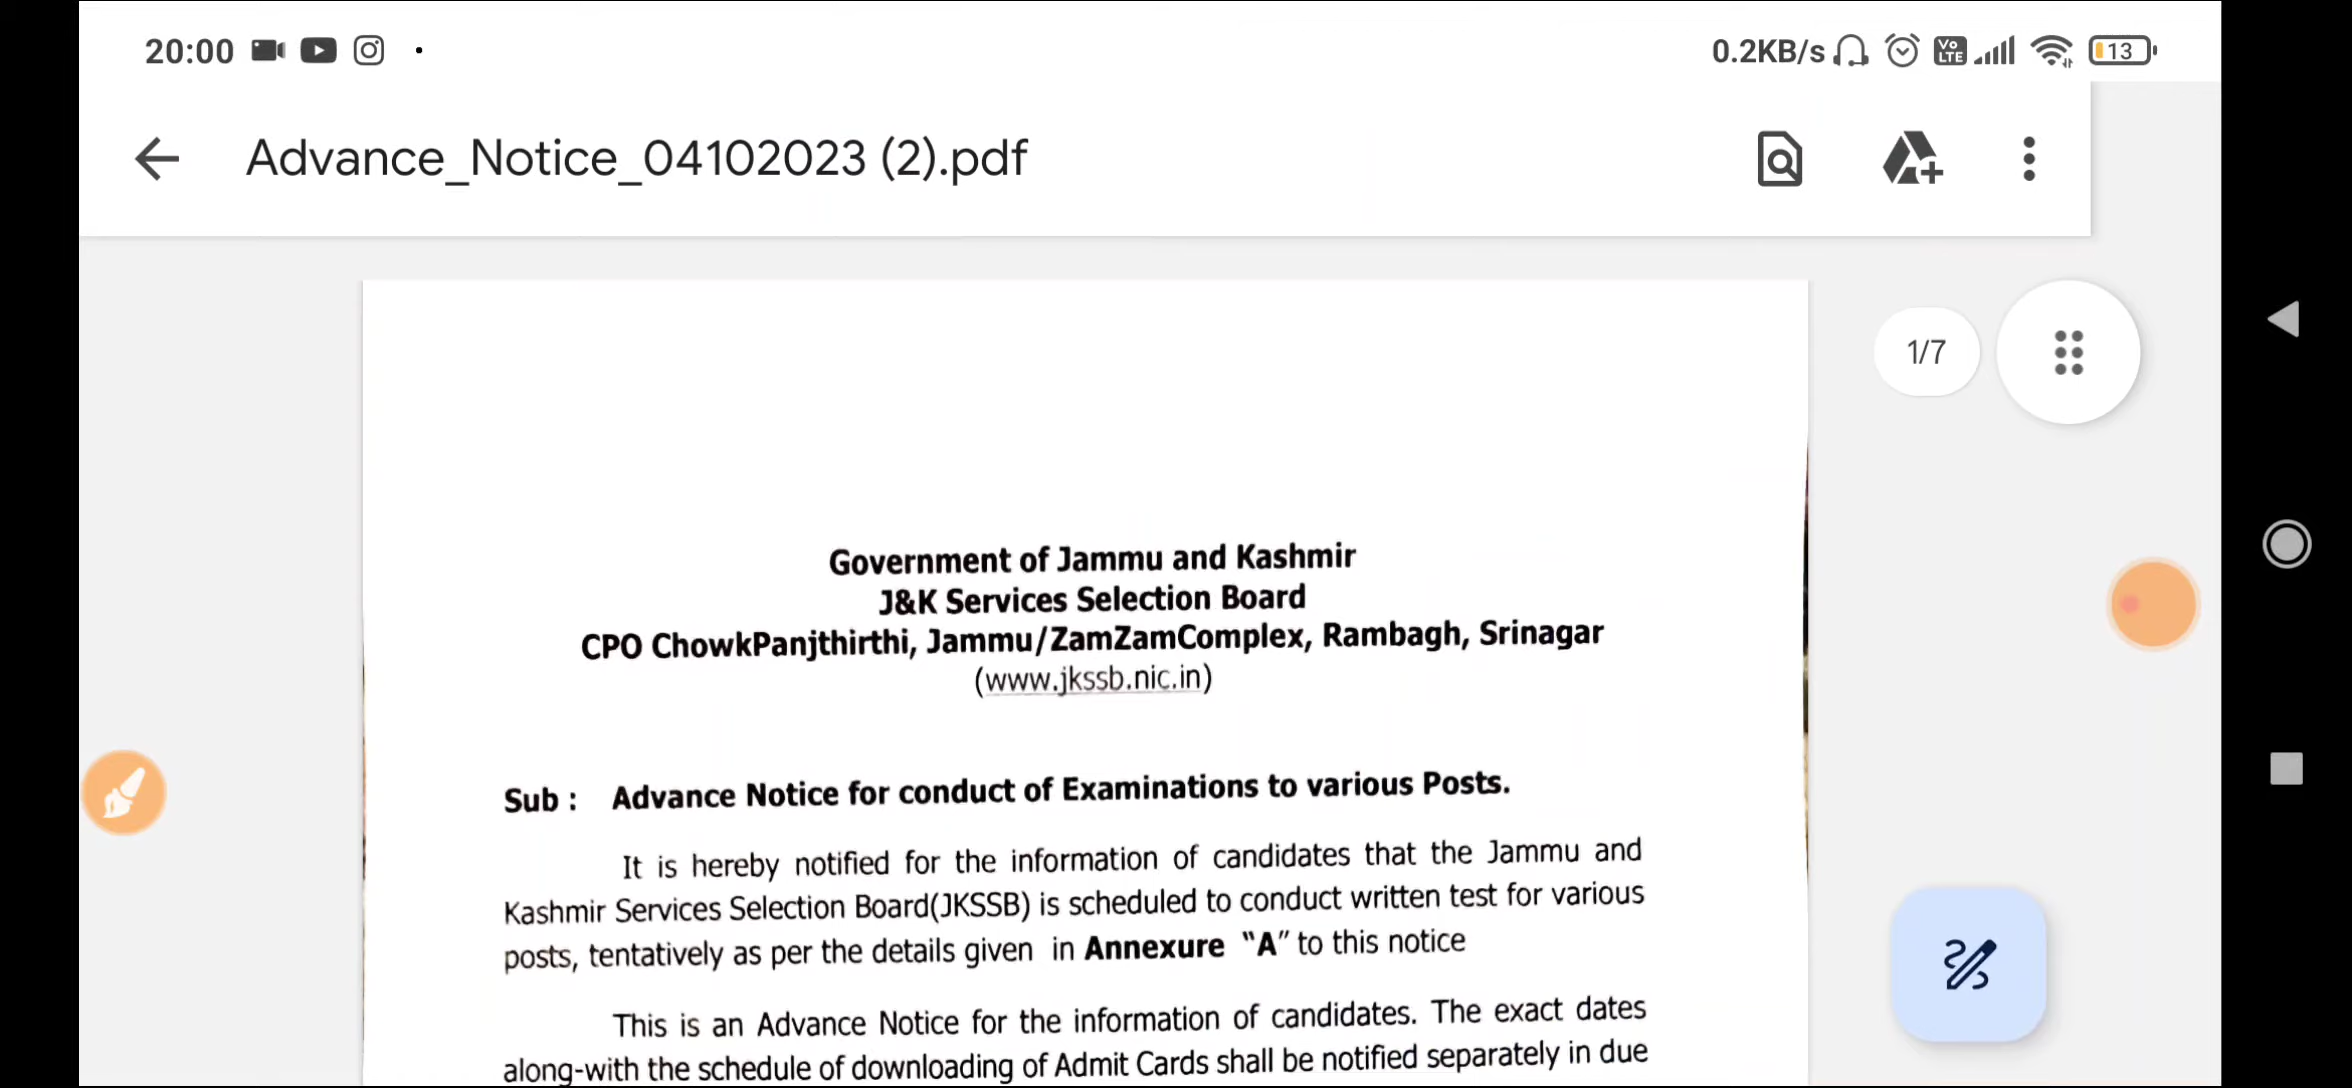 20:00
0.2KB/s
Vo
LTE
13
Advance_Notice_04102023 (2).pdf
1/7
Government of Jammu and Kashmir
J&K Services Selection Board
CPO ChowkPanjthirthi, Jammu/ZamZamComplex, Rambagh, Srinagar
(www.jkssb.nic.in)
Sub : Advance Notice for conduct of Examinations to various Posts.
It is hereby notified for the information of candidates that the Jammu and
Kashmir Services Selection Board(JKSSB) is scheduled to conduct written test for various
posts, tentatively as per the details given in Annexure "A" to this notice
This is an Advance Notice for the information of candidates. The exact dates
along-with the schedule of downloading of Admit Cards shall be notified separately in due